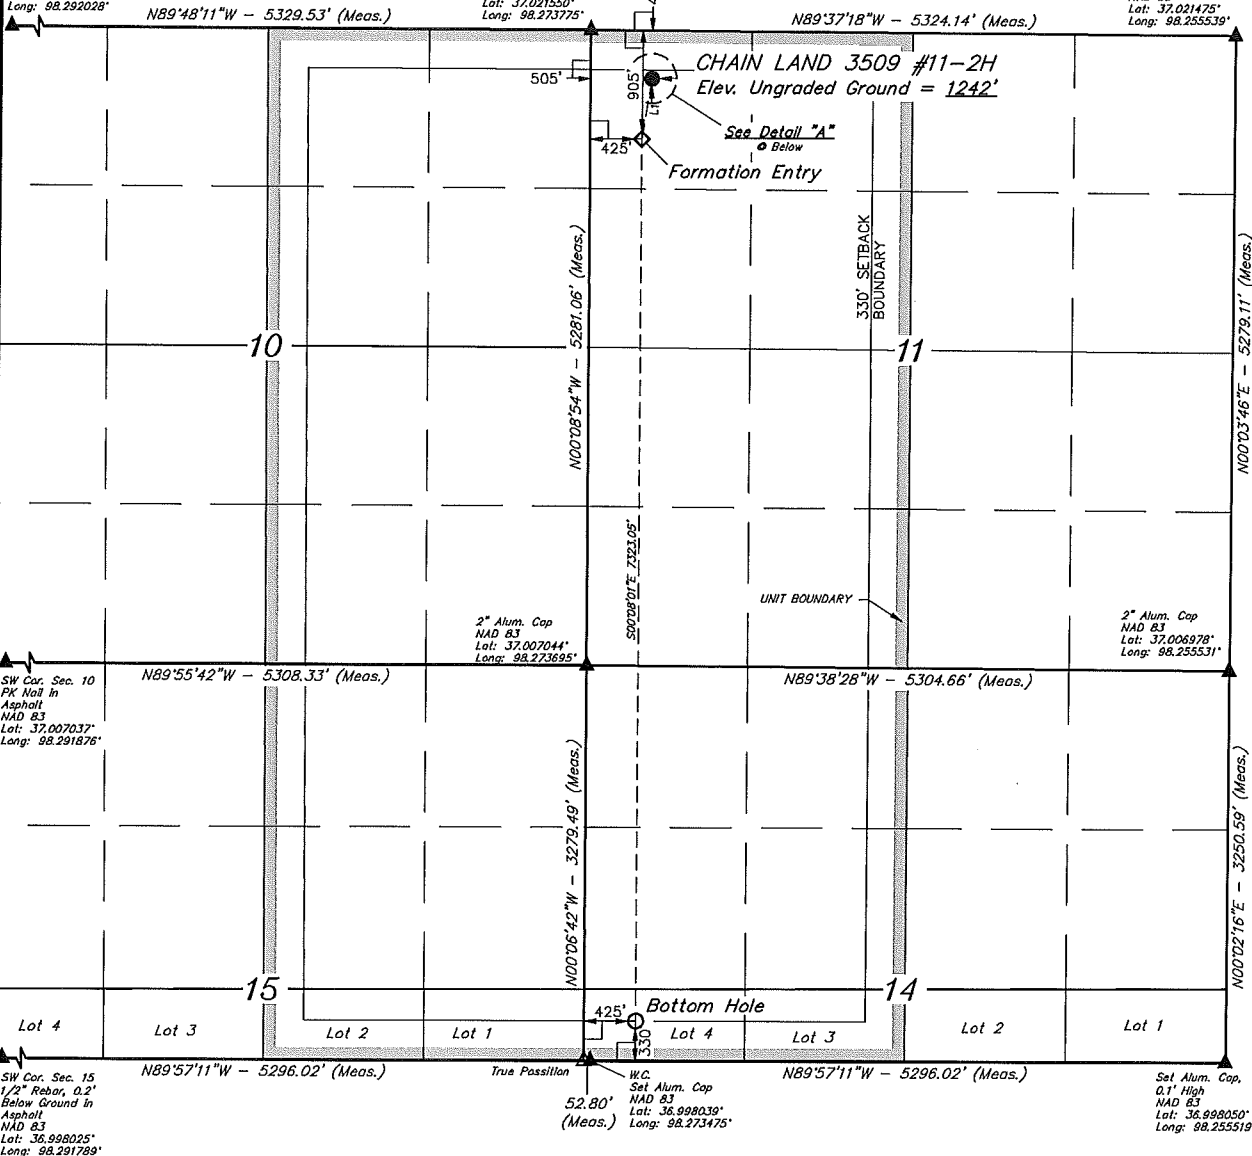 Long: 98.292028°
N89°48'11"W - 5329.53' (Meas.)
Lat: 37.021550°
Long: 98.273775°
N89°37'18"W - 5324.14' (Meas.)
Lat: 37.021475°
Long: 98.255539°
505'
905'
L1
CHAIN LAND 3509 #11-2H
Elev. Ungraded Ground = 1242'
See Detail "A"
Below
425'
Formation Entry
330' SETBACK
BOUNDARY
N00°08'54"W - 5281.06' (Meas.)
N00°03'46"E - 5279.11' (Meas.)
10
11
S00°08'01"E 7323.05'
UNIT BOUNDARY
2" Alum. Cap
NAD 83
Lat: 37.007044°
Long: 98.273695°
2" Alum. Cap
NAD 83
Lat: 37.006978°
Long: 98.255531°
SW Cor. Sec. 10
PK Nail in
Asphalt
NAD 83
Lat: 37.007037°
Long: 98.291876°
N89°55'42"W - 5308.33' (Meas.)
N89°38'28"W - 5304.66' (Meas.)
N00°06'42"W - 3279.49' (Meas.)
N00°02'16"E - 3250.59' (Meas.)
15
14
425'
Bottom Hole
330'
Lot 4
Lot 3
Lot 2
Lot 1
Lot 4
Lot 3
Lot 2
Lot 1
SW Cor. Sec. 15
1/2" Rebar, 0.2'
Below Ground in
Asphalt
NAD 83
Lat: 36.998025°
Long: 98.291789°
N89°57'11"W - 5296.02' (Meas.)
True Possition
52.80'
(Meas.)
W.C.
Set Alum. Cap
NAD 83
Lat: 36.998039°
Long: 98.273475°
N89°57'11"W - 5296.02' (Meas.)
Set Alum. Cap,
0.1' High
NAD 83
Lat: 36.998050°
Long: 98.255519